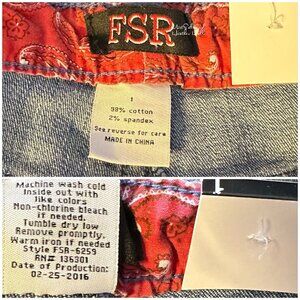 FSR
1
98% cotton
2% spandex
See reverse for care
MADE IN CHINA
Machine wash cold
Inside out with
like colors
Non-chlorine bleach
if needed.
Tumble dry low
Remove promptly.
Warm iron if needed
Style FSR-6259
RN# 136301
Date of Production:
02-25-2016